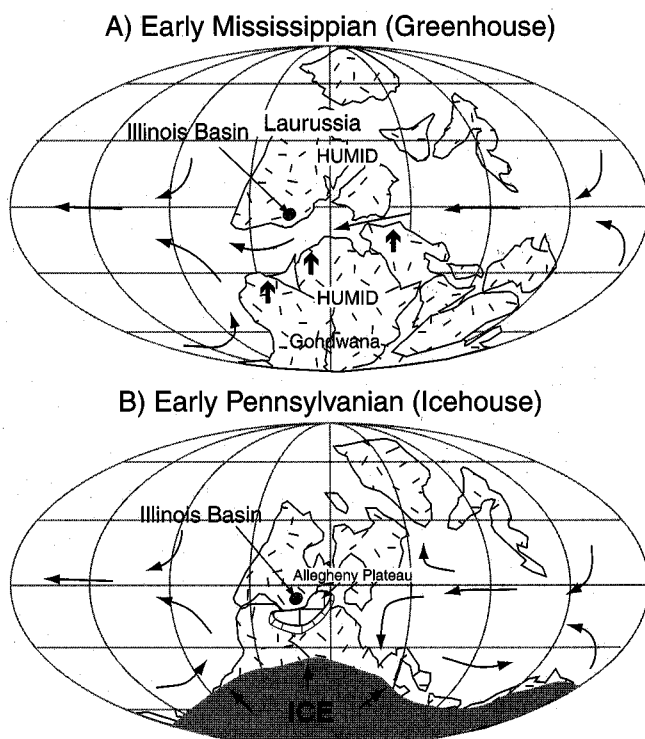 A) Early Mississippian (Greenhouse)
Illinois Basin
Laurussia
HUMID
HUMID
Gondwana
B) Early Pennsylvanian (Icehouse)
Illinois Basin
Allegheny Plateau
ICE